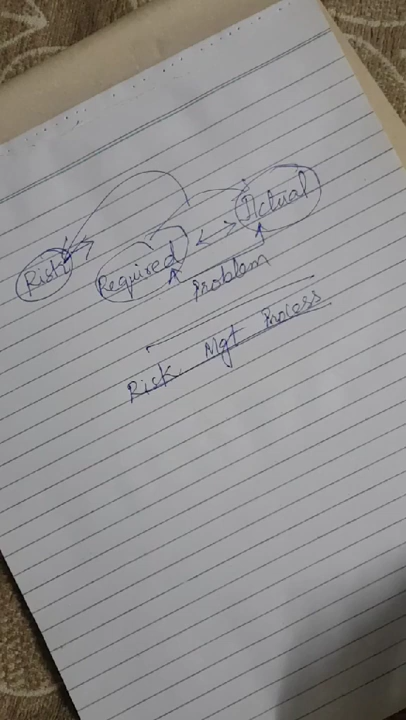 Risk Required <-> Actual
Problem
Risk Mgt Process